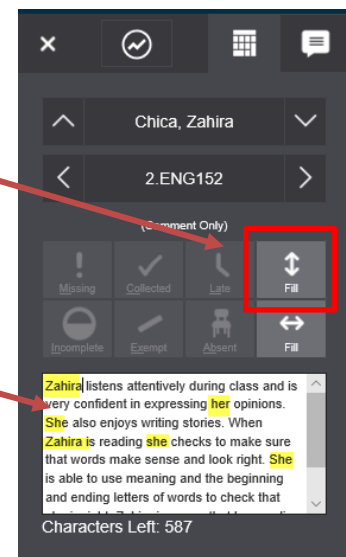 Chica, Zahira
2.ENG152
(Comment Only)
Missing Collected Late Fill
Incomplete Exempt Absent Fill
Zahira listens attentively during class and is
very confident in expressing her opinions.
She also enjoys writing stories. When
Zahira is reading she checks to make sure
that words make sense and look right. She
is able to use meaning and the beginning
and ending letters of words to check that
Characters Left: 587